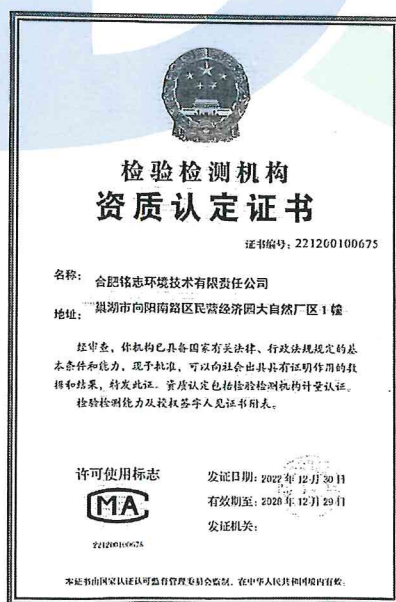 检验检测机构
资质认定证书
证书编号：221200100675
名称：合肥铭志环境技术有限责任公司
地址：巢湖市向阳南路区民营经济园大自然厂区1幢
经审查，你机构已具备国家有关法律、行政法规规定的基
本条件和能力，现予批准，可以向社会出具具有证明作用的数
据和结果，特发此证。资质认定包括检验检测机构计量认证。
检验检测能力及授权签字人见证书附表。
许可使用标志
MA
221200100675
发证日期：2022年12月30日
有效期至：2028年12月29日
发证机关：
本证书由国家认证认可监督管理委员会监制，在中华人民共和国境内有效。